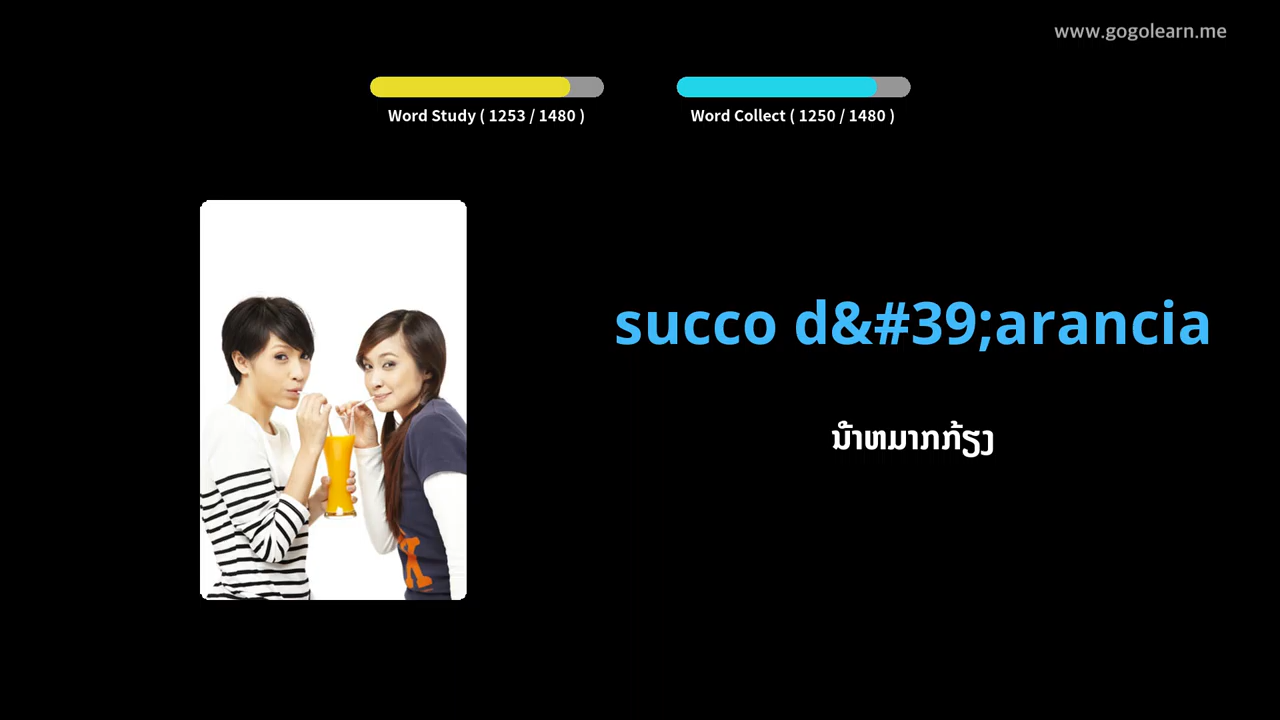 www.gogolearn.me
Word Study ( 1253 / 1480 )
Word Collect ( 1250 / 1480 )
succo d&#39;arancia
ນ້ຳຫມາກກ້ຽງ